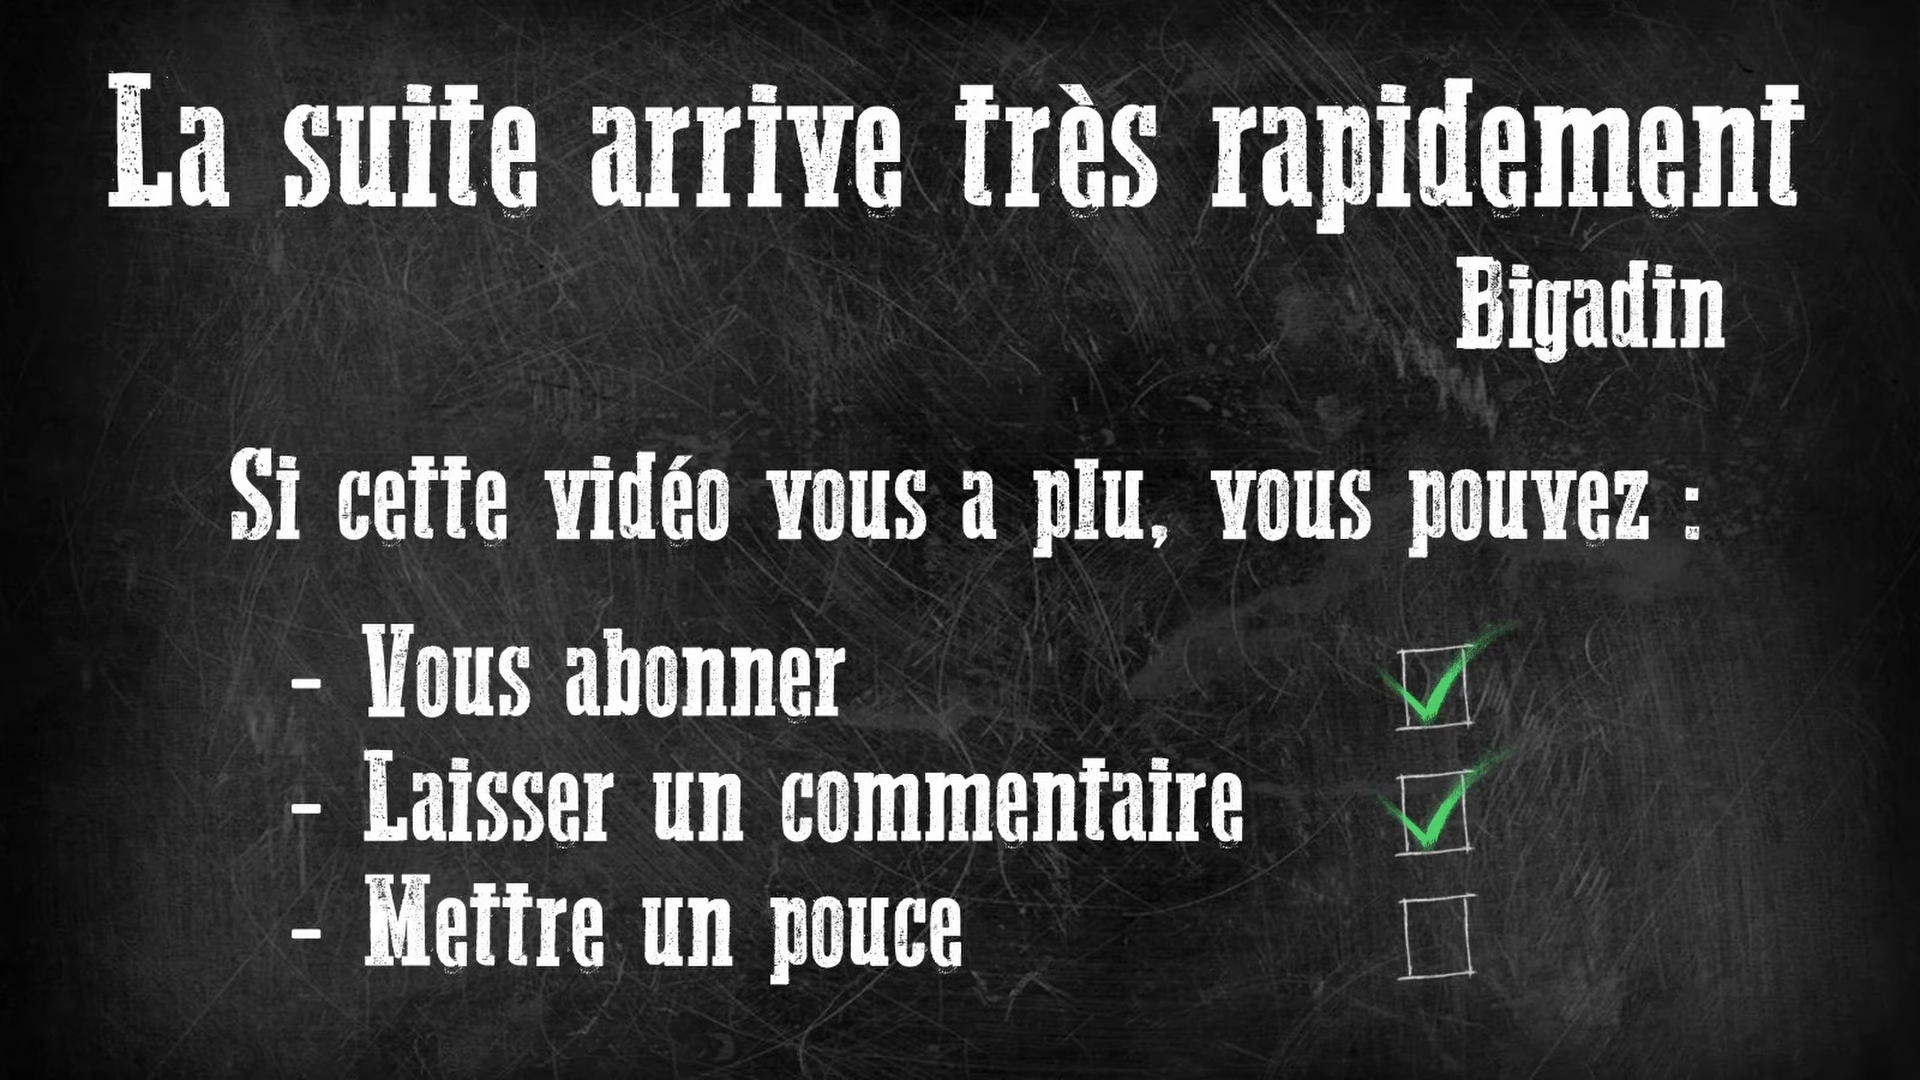 La suite arrive très rapidement
Bigadin
Si cette vidéo vous a plu, vous pouvez :
- Vous abonner
- Laisser un commentaire
- Mettre un pouce